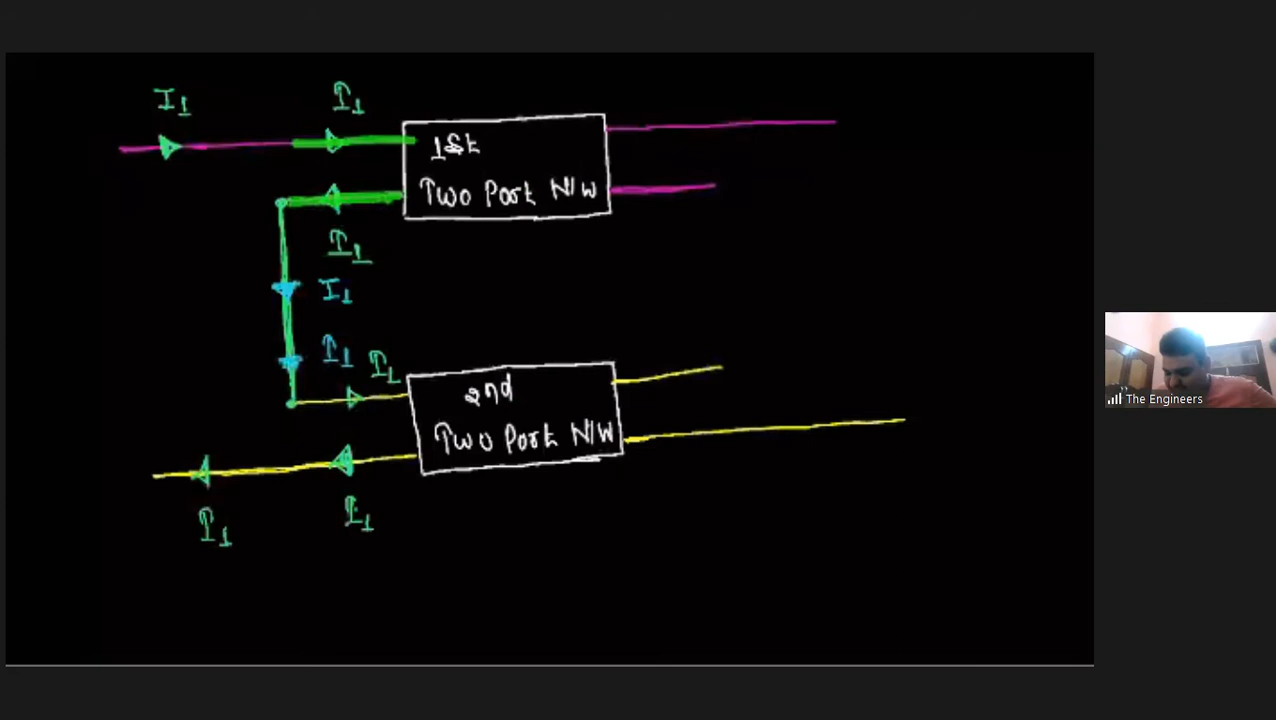 I1
I1
1st
Two Port N/W
I1
I1
I1
I1
2nd
Two Port N/W
I1
I1
The Engineers